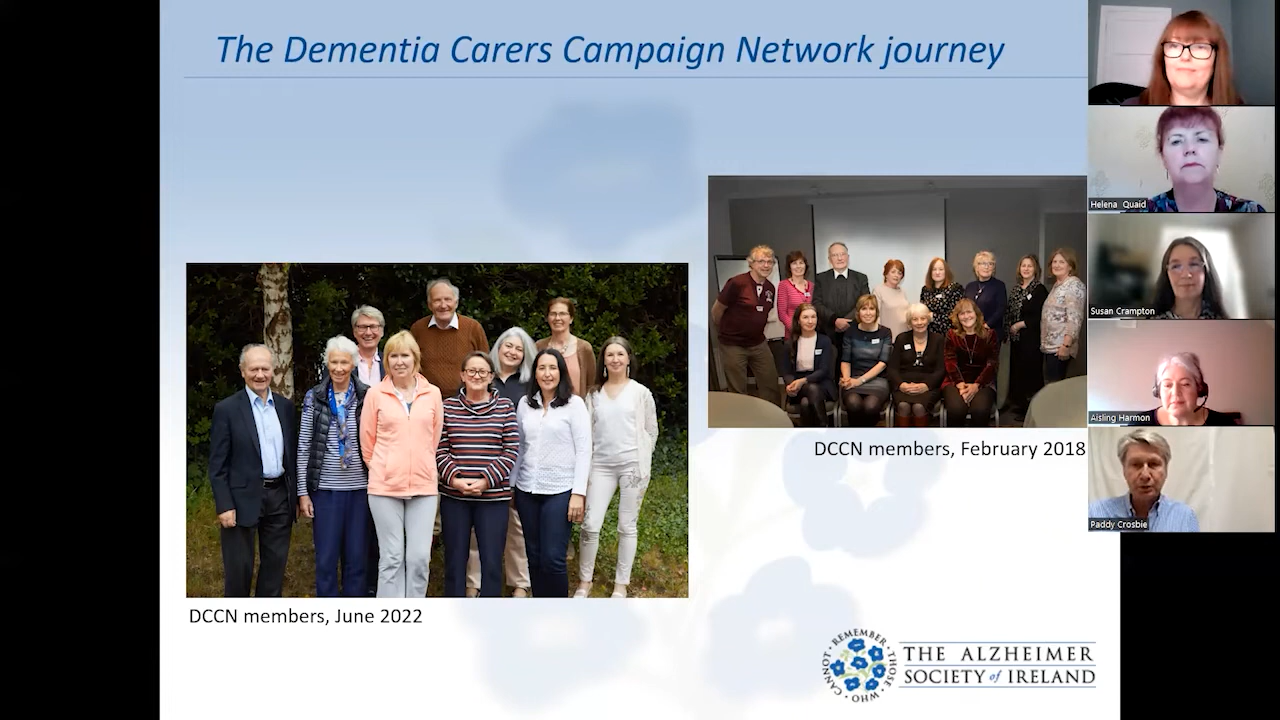 The Dementia Carers Campaign Network journey
Helena Quaid
Susan Crampton
Aisling Harmon
Paddy Crosbie
DCCN members, February 2018
DCCN members, June 2022
REMEMBER · THOSE · WHO · CANNOT ·
THE ALZHEIMER
SOCIETY of IRELAND